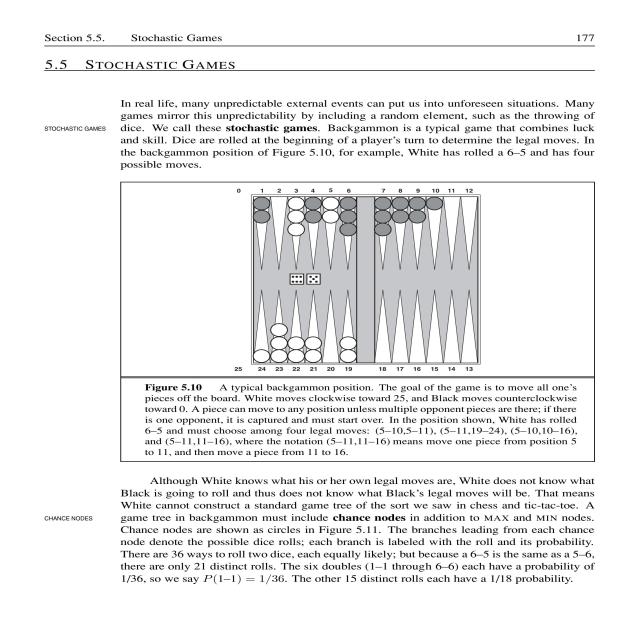 Section 5.5. Stochastic Games 177
5.5 STOCHASTIC GAMES
In real life, many unpredictable external events can put us into unforeseen situations. Many
games mirror this unpredictability by including a random element, such as the throwing of
STOCHASTIC GAMES dice. We call these stochastic games. Backgammon is a typical game that combines luck
and skill. Dice are rolled at the beginning of a player's turn to determine the legal moves. In
the backgammon position of Figure 5.10, for example, White has rolled a 6–5 and has four
possible moves.
0 1 2 3 4 5 6 7 8 9 10 11 12
25 24 23 22 21 20 19 18 17 16 15 14 13
Figure 5.10 A typical backgammon position. The goal of the game is to move all one's
pieces off the board. White moves clockwise toward 25, and Black moves counterclockwise
toward 0. A piece can move to any position unless multiple opponent pieces are there; if there
is one opponent, it is captured and must start over. In the position shown, White has rolled
6–5 and must choose among four legal moves: (5–10,5–11), (5–11,19–24), (5–10,10–16),
and (5–11,11–16), where the notation (5–11,11–16) means move one piece from position 5
to 11, and then move a piece from 11 to 16.
Although White knows what his or her own legal moves are, White does not know what
Black is going to roll and thus does not know what Black's legal moves will be. That means
White cannot construct a standard game tree of the sort we saw in chess and tic-tac-toe. A
CHANCE NODES game tree in backgammon must include chance nodes in addition to MAX and MIN nodes.
Chance nodes are shown as circles in Figure 5.11. The branches leading from each chance
node denote the possible dice rolls; each branch is labeled with the roll and its probability.
There are 36 ways to roll two dice, each equally likely; but because a 6–5 is the same as a 5–6,
there are only 21 distinct rolls. The six doubles (1–1 through 6–6) each have a probability of
1/36, so we say P(1–1) = 1/36. The other 15 distinct rolls each have a 1/18 probability.